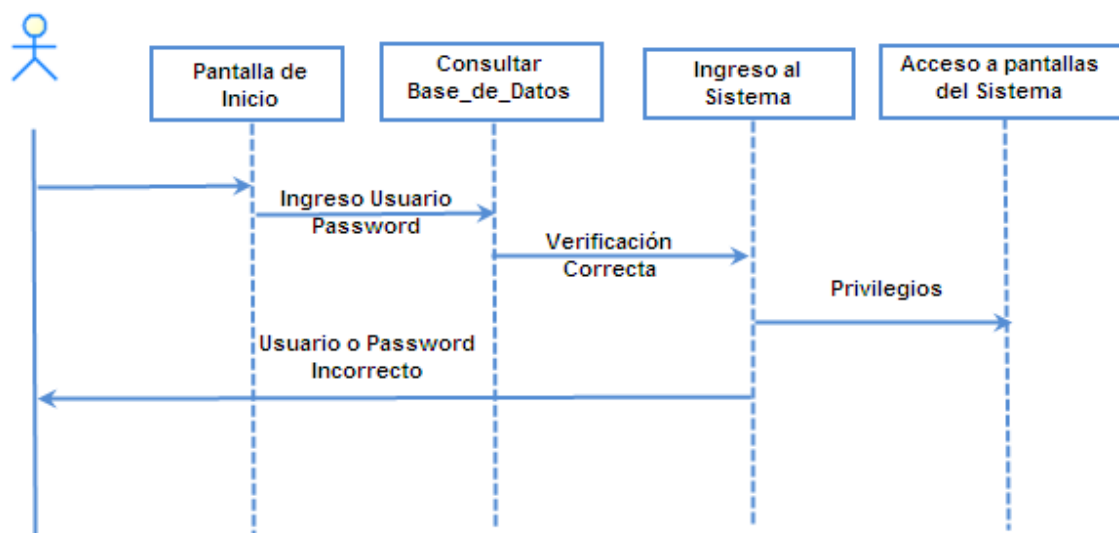 Pantalla de
Inicio
Consultar
Base_de_Datos
Ingreso al
Sistema
Acceso a pantallas
del Sistema
Ingreso Usuario
Password
Verificación
Correcta
Privilegios
Usuario o Password
Incorrecto